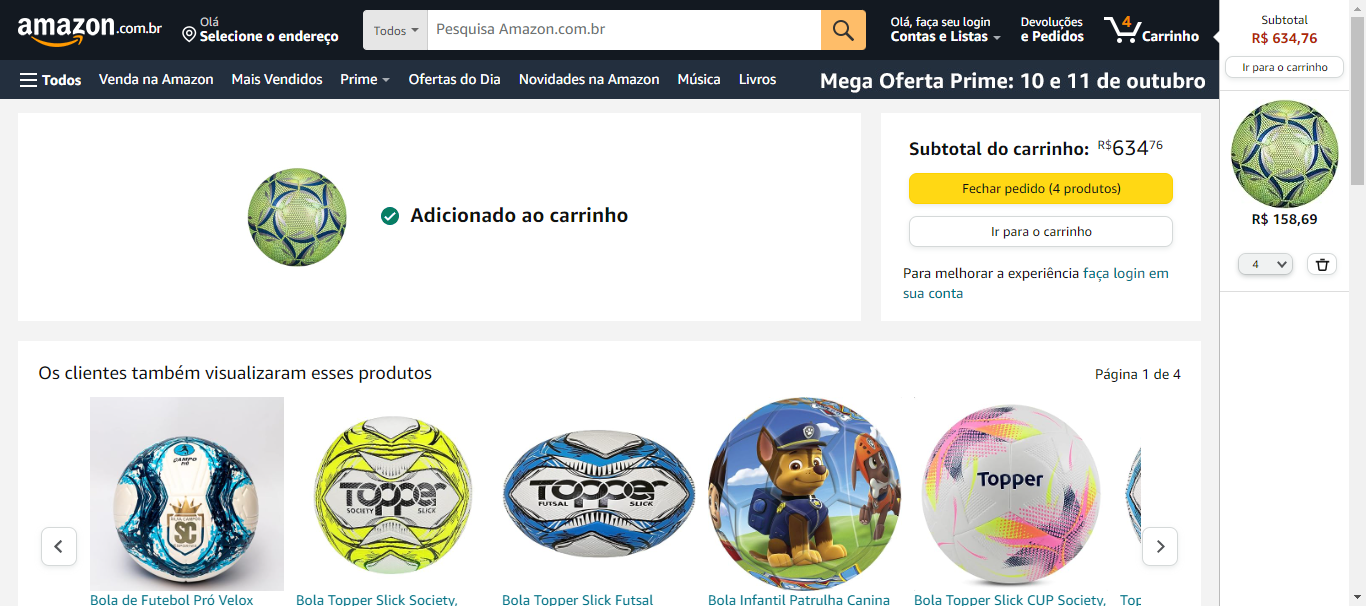 amazon.com.br
Olá
Selecione o endereço
Todos
Pesquisa Amazon.com.br
Olá, faça seu login
Contas e Listas
Devoluções
e Pedidos
4
Carrinho
Todos
Venda na Amazon
Mais Vendidos
Prime
Ofertas do Dia
Novidades na Amazon
Música
Livros
Mega Oferta Prime: 10 e 11 de outubro
Subtotal
R$ 634,76
Ir para o carrinho
R$ 158,69
4
Adicionado ao carrinho
Subtotal do carrinho: R$634 76
Fechar pedido (4 produtos)
Ir para o carrinho
Para melhorar a experiência faça login em
sua conta
Os clientes também visualizaram esses produtos
Página 1 de 4
CAMPO
PRÓ
SC
TOPPER
SOCIETY SLICK
TOPPER
FUTSAL SLICK
Topper
Bola de Futebol Pró Velox
Bola Topper Slick Society,
Bola Topper Slick Futsal
Bola Infantil Patrulha Canina
Bola Topper Slick CUP Society,
Top